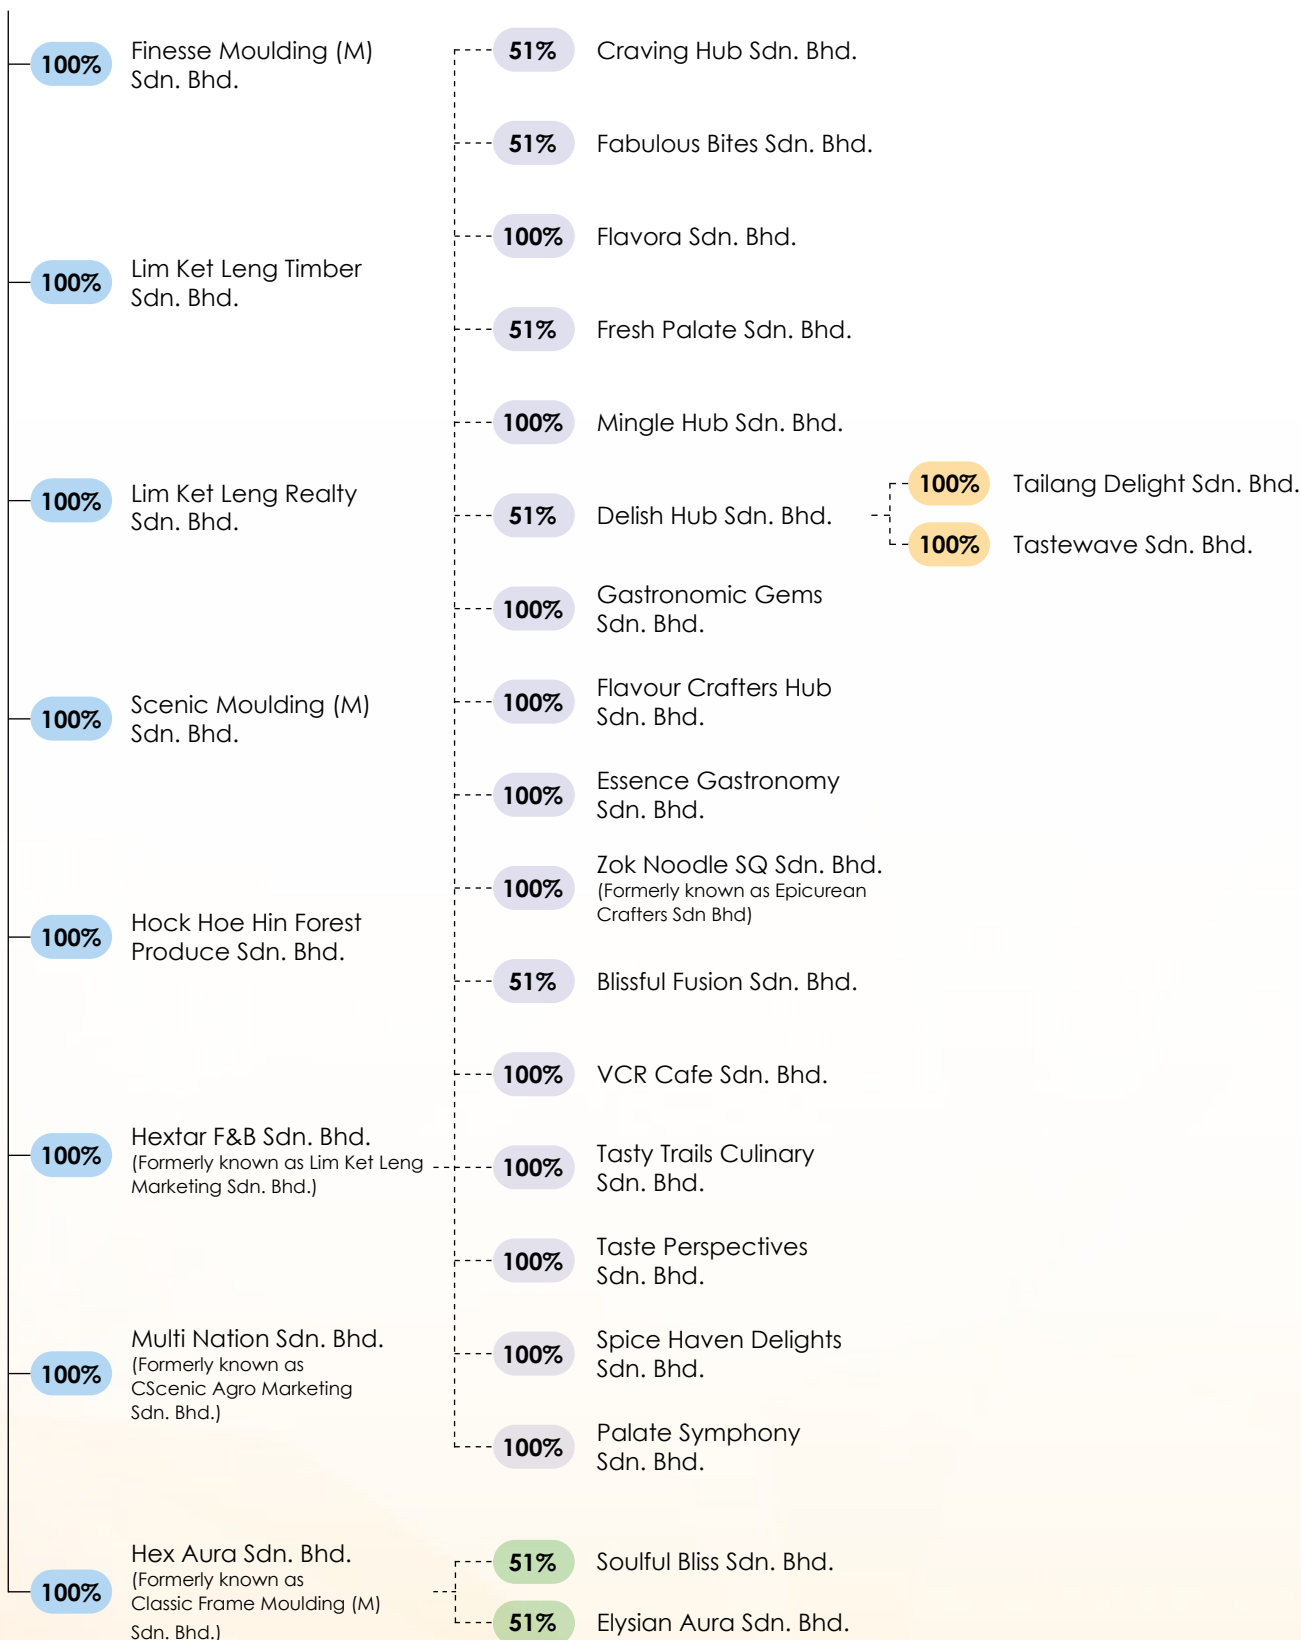 100%
Finesse Moulding (M)
Sdn. Bhd.
100%
Lim Ket Leng Timber
Sdn. Bhd.
100%
Lim Ket Leng Realty
Sdn. Bhd.
100%
Scenic Moulding (M)
Sdn. Bhd.
100%
Hock Hoe Hin Forest
Produce Sdn. Bhd.
100%
Hextar F&B Sdn. Bhd.
(Formerly known as Lim Ket Leng
Marketing Sdn. Bhd.)
100%
Multi Nation Sdn. Bhd.
(Formerly known as
CScenic Agro Marketing
Sdn. Bhd.)
100%
Hex Aura Sdn. Bhd.
(Formerly known as
Classic Frame Moulding (M)
Sdn. Bhd.)
51% Craving Hub Sdn. Bhd.
51% Fabulous Bites Sdn. Bhd.
100% Flavora Sdn. Bhd.
51% Fresh Palate Sdn. Bhd.
100% Mingle Hub Sdn. Bhd.
51% Delish Hub Sdn. Bhd.
100% Tailang Delight Sdn. Bhd.
100% Tastewave Sdn. Bhd.
100%
Gastronomic Gems
Sdn. Bhd.
100%
Flavour Crafters Hub
Sdn. Bhd.
100%
Essence Gastronomy
Sdn. Bhd.
100%
Zok Noodle SQ Sdn. Bhd.
(Formerly known as Epicurean
Crafters Sdn Bhd)
51% Blissful Fusion Sdn. Bhd.
100% VCR Cafe Sdn. Bhd.
100%
Tasty Trails Culinary
Sdn. Bhd.
100%
Taste Perspectives
Sdn. Bhd.
100%
Spice Haven Delights
Sdn. Bhd.
100%
Palate Symphony
Sdn. Bhd.
51% Soulful Bliss Sdn. Bhd.
51% Elysian Aura Sdn. Bhd.